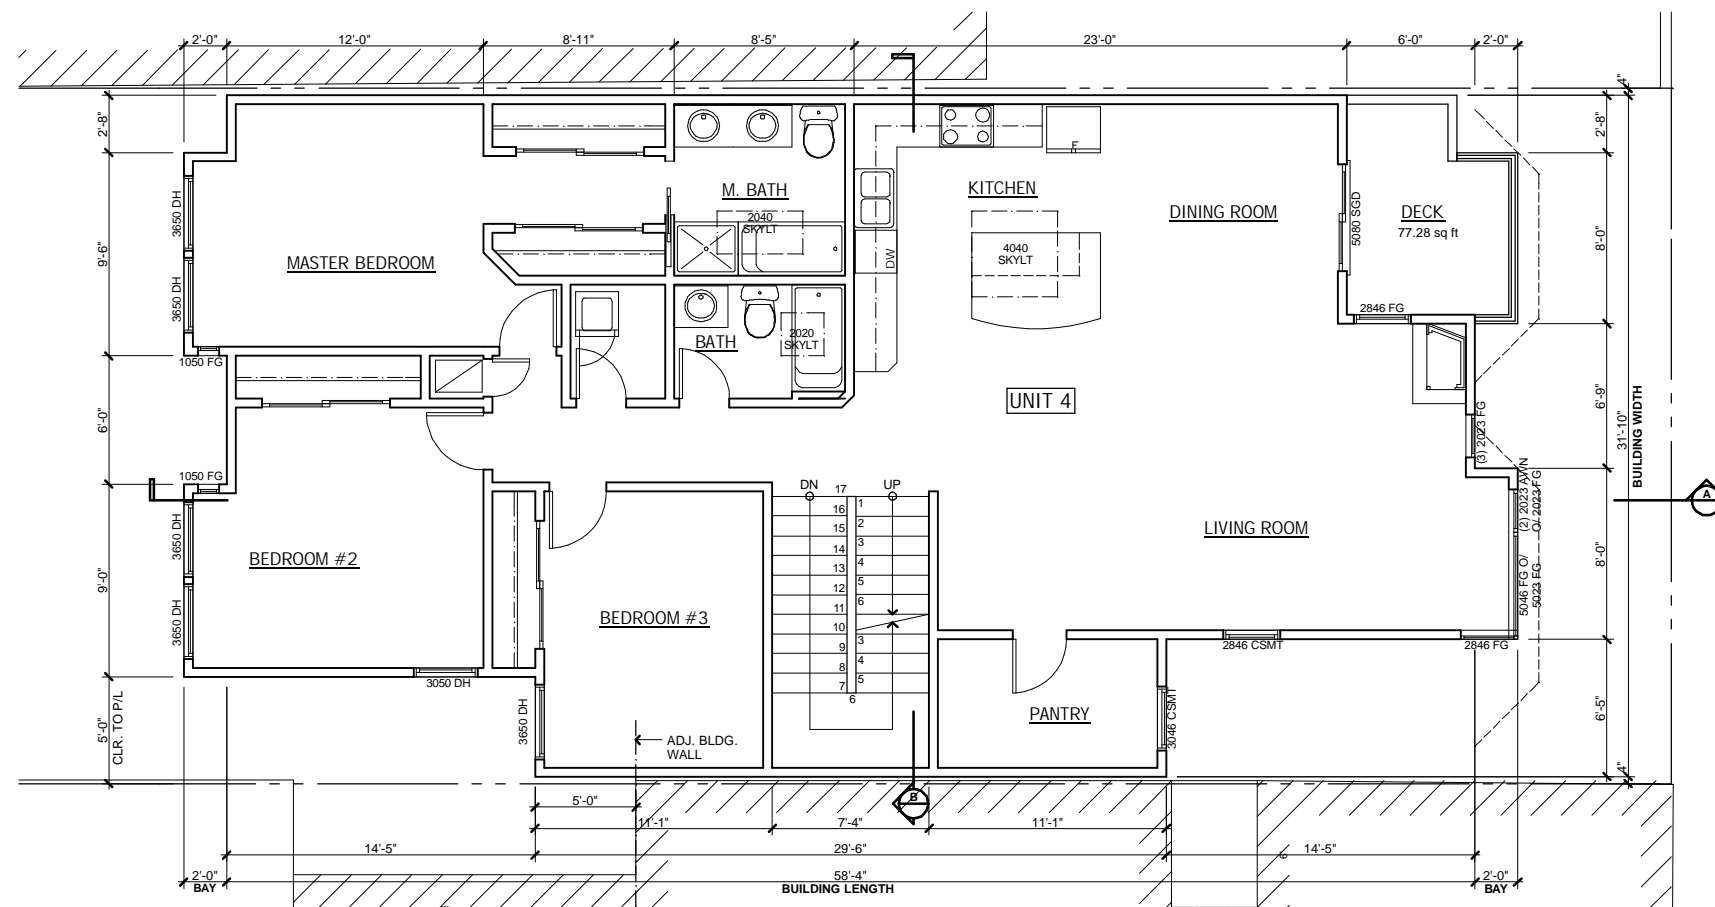 2'-0"
12'-0"
8'-11"
8'-5"
23'-0"
6'-0"
2'-0"
4"
2'-8"
9'-6"
6'-0"
9'-0"
5'-0"
CLR. TO P/L
3650 DH
3650 DH
1050 FG
1050 FG
3650 DH
3650 DH
3050 DH
3650 DH
MASTER BEDROOM
M. BATH
2040
SKYLT
BATH
2020
SKYLT
KITCHEN
F
DW
4040
SKYLT
DINING ROOM
5080 SGD
DECK
77.28 sq ft
2846 FG
UNIT 4
(3) 2023 FG
BEDROOM #2
BEDROOM #3
DN
UP
17
16
15
14
13
12
11
10
9
8
7
6
1
2
3
4
5
6
3
4
5
LIVING ROOM
(2) 2023 AWN
O/ 2023 FG
5046 FG O/
5023 FG
2846 CSMT
2846 FG
PANTRY
3046 CSMT
ADJ. BLDG.
WALL
2'-8"
8'-0"
6'-9"
8'-0"
6'-5"
4"
31'-10"
BUILDING WIDTH
A
B
5'-0"
11'-1"
7'-4"
11'-1"
14'-5"
29'-6"
14'-5"
6
2'-0"
BAY
58'-4"
BUILDING LENGTH
2'-0"
BAY